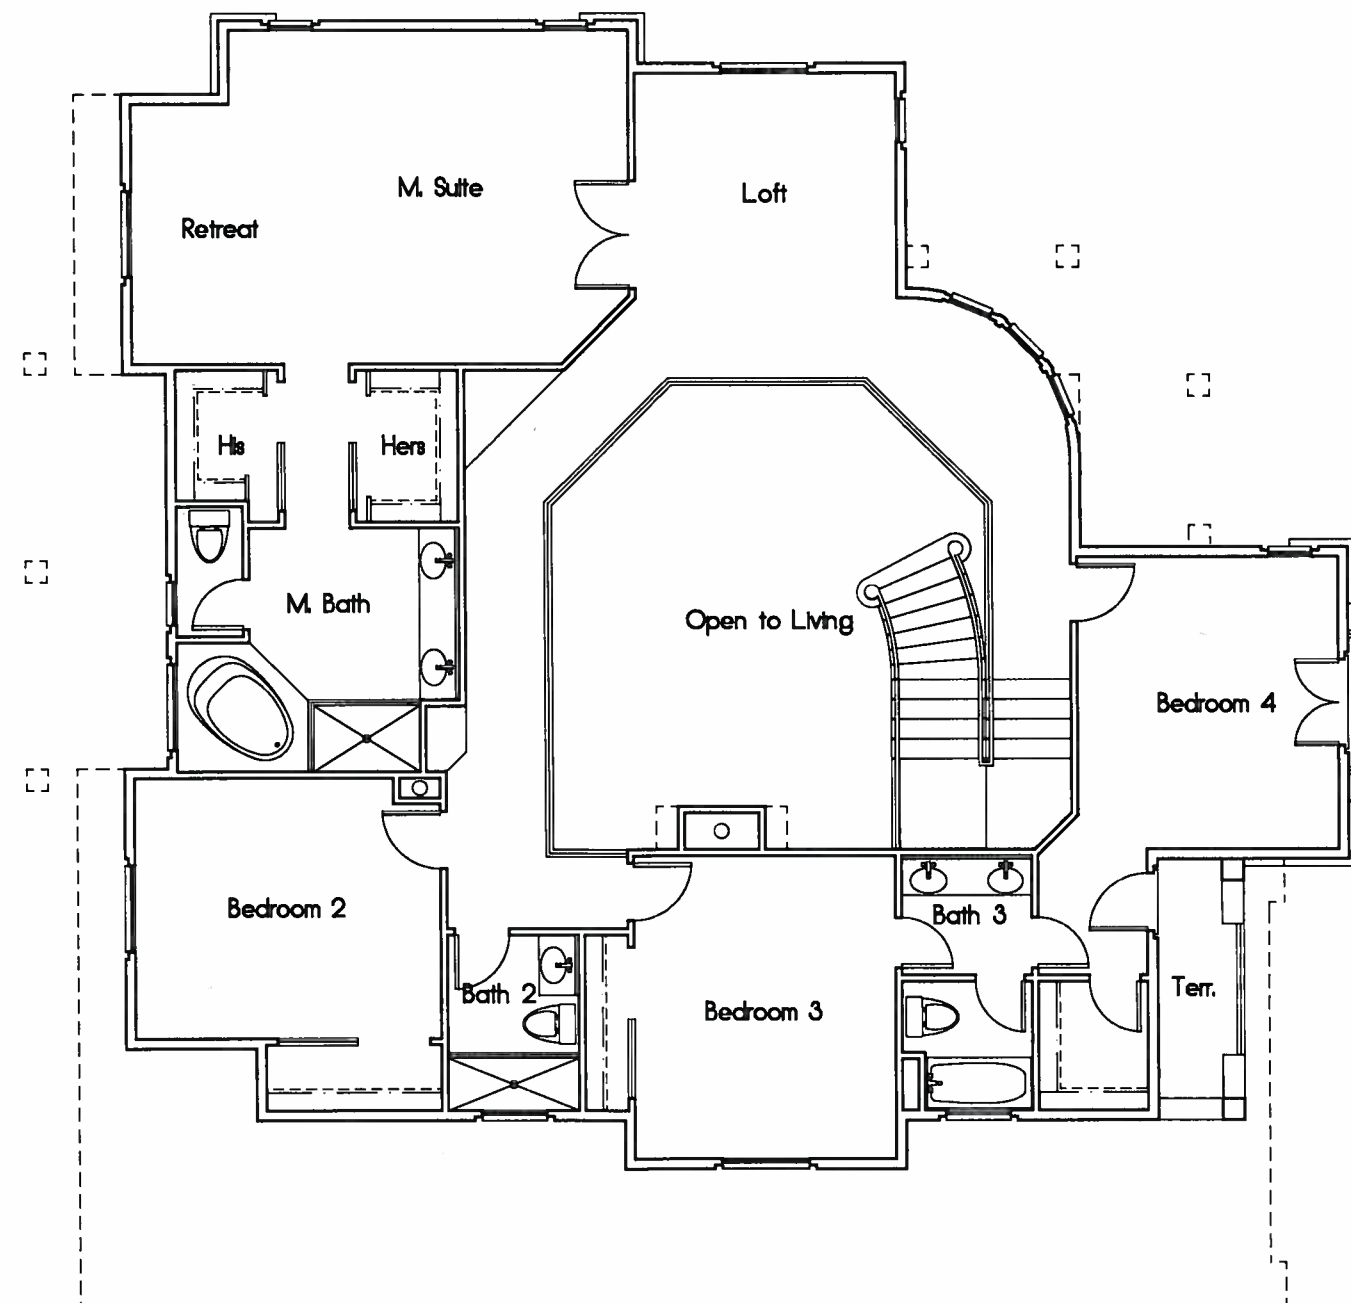 M. Suite
Loft
Retreat
His
Hers
M. Bath
Open to Living
Bedroom 4
Bedroom 2
Bath 3
Bath 2
Terr.
Bedroom 3